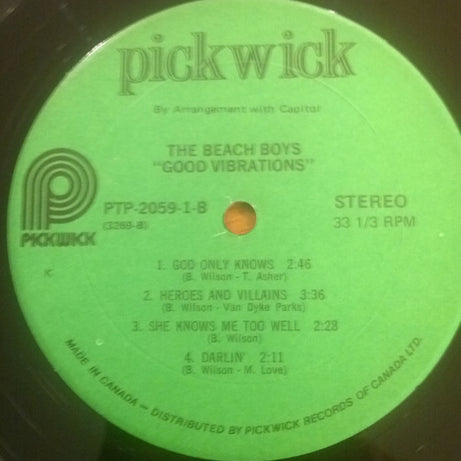 pickwick
By Arrangement with Capitol
THE BEACH BOYS
"GOOD VIBRATIONS"
PICKWICK
PTP-2059-1-B
(3269-B)
STEREO
33 1/3 RPM
K
1. GOD ONLY KNOWS 2:46
(B. Wilson - T. Asher)
2. HEROES AND VILLAINS 3:36
(B. Wilson - Van Dyke Parks)
3. SHE KNOWS ME TOO WELL 2:28
(B. Wilson)
4. DARLIN' 2:11
(B. Wilson - M. Love)
MADE IN CANADA - DISTRIBUTED BY PICKWICK RECORDS OF CANADA LTD.